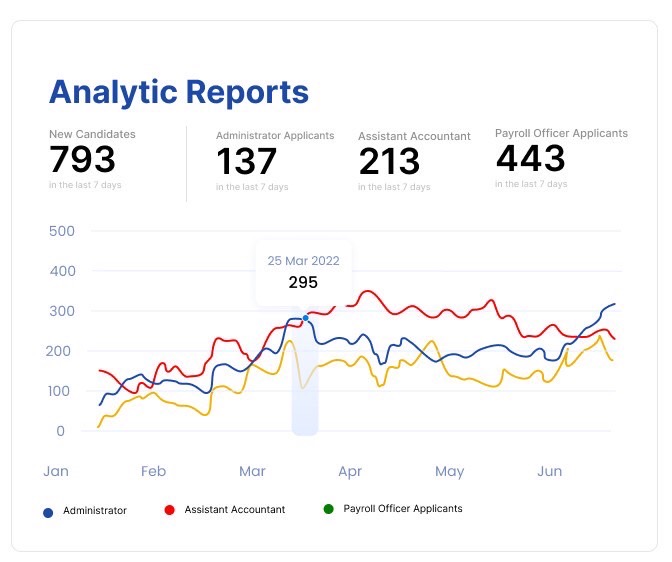 Analytic Reports
New Candidates
793
in the last 7 days
Administrator Applicants
137
in the last 7 days
Assistant Accountant
213
in the last 7 days
Payroll Officer Applicants
443
in the last 7 days
500
400
300
200
100
0
25 Mar 2022
295
Jan Feb Mar Apr May Jun
Administrator Assistant Accountant Payroll Officer Applicants